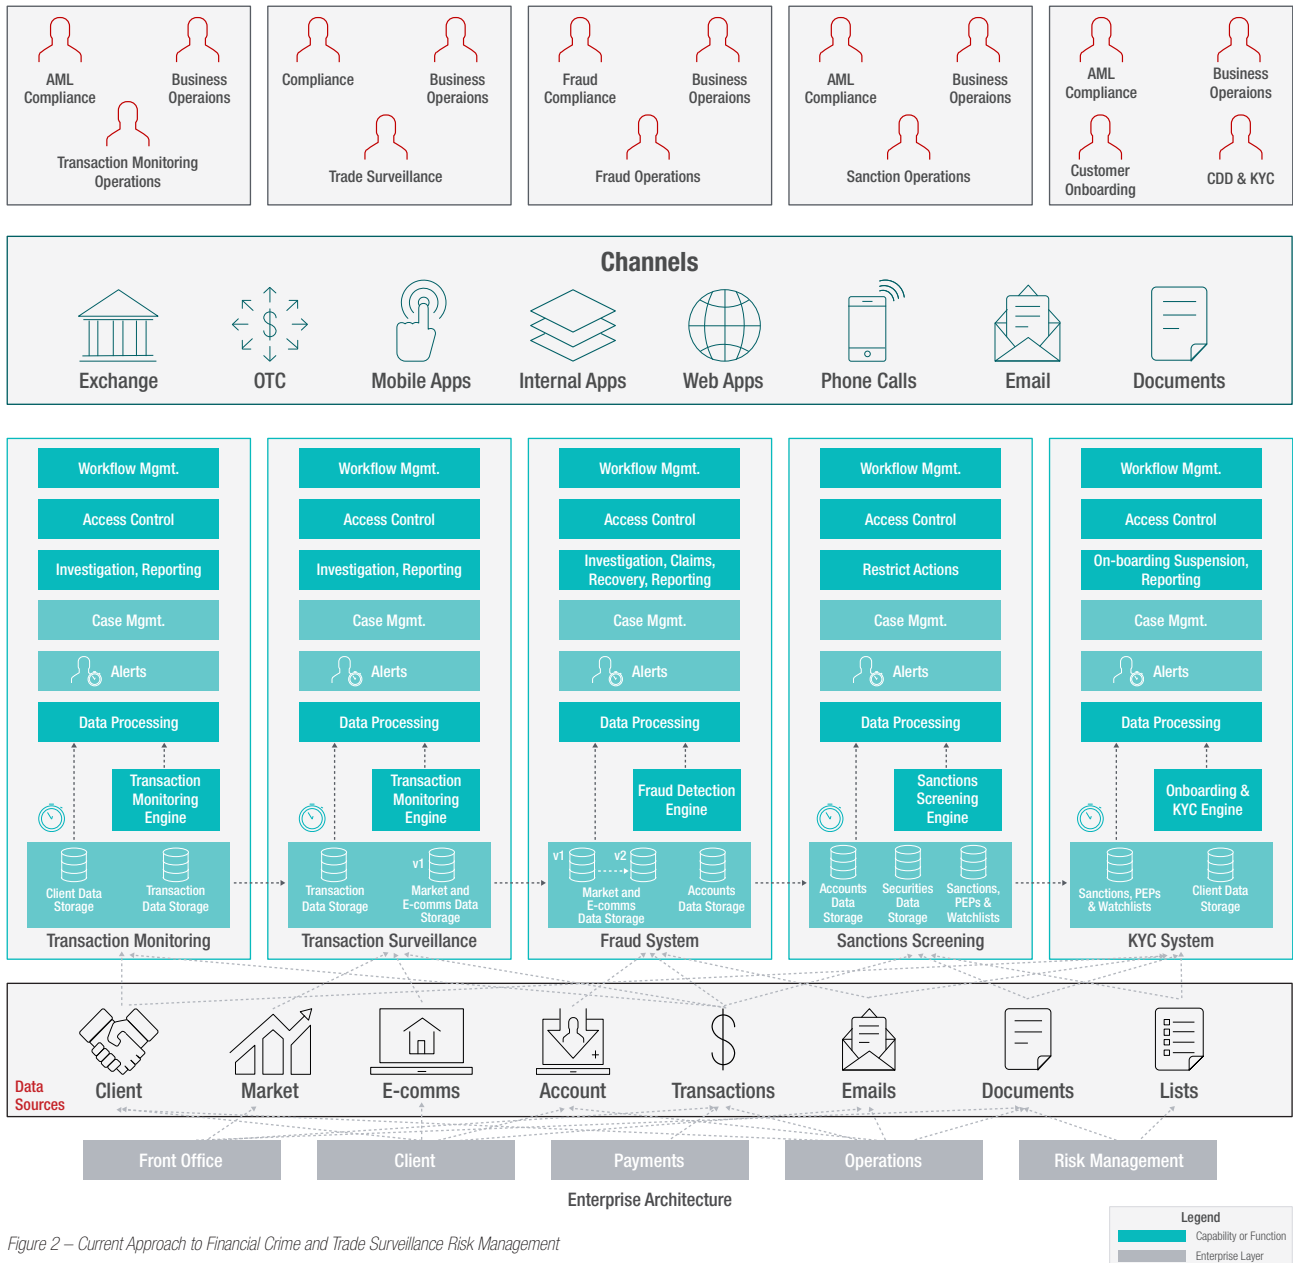 AML
Compliance
Business
Operaions
Transaction Monitoring
Operations
Compliance
Business
Operaions
Trade Surveillance
Fraud
Compliance
Business
Operaions
Fraud Operations
AML
Compliance
Business
Operaions
Sanction Operations
AML
Compliance
Business
Operaions
Customer
Onboarding
CDD & KYC
Channels
Exchange
OTC
Mobile Apps
Internal Apps
Web Apps
Phone Calls
Email
Documents
Workflow Mgmt.
Access Control
Investigation, Reporting
Case Mgmt.
Alerts
Data Processing
Transaction
Monitoring
Engine
Client Data
Storage
Transaction
Data Storage
Transaction Monitoring
Workflow Mgmt.
Access Control
Investigation, Reporting
Case Mgmt.
Alerts
Data Processing
Transaction
Monitoring
Engine
Transaction
Data Storage
v1
Market and
E-comms Data
Storage
Transaction Surveillance
Workflow Mgmt.
Access Control
Investigation, Claims,
Recovery, Reporting
Case Mgmt.
Alerts
Data Processing
Fraud Detection
Engine
v1
v2
Market and
E-comms
Data Storage
Accounts
Data Storage
Fraud System
Workflow Mgmt.
Access Control
Restrict Actions
Case Mgmt.
Alerts
Data Processing
Sanctions
Screening
Engine
Accounts
Data
Storage
Securities
Data
Storage
Sanctions,
PEPs &
Watchlists
Sanctions Screening
Workflow Mgmt.
Access Control
On-boarding Suspension,
Reporting
Case Mgmt.
Alerts
Data Processing
Onboarding &
KYC Engine
Sanctions, PEPs
& Watchlists
Client Data
Storage
KYC System
Data
Sources
Client
Market
E-comms
Account
Transactions
Emails
Documents
Lists
Front Office
Client
Payments
Operations
Risk Management
Enterprise Architecture
Legend
Capability or Function
Enterprise Layer
Figure 2 – Current Approach to Financial Crime and Trade Surveillance Risk Management